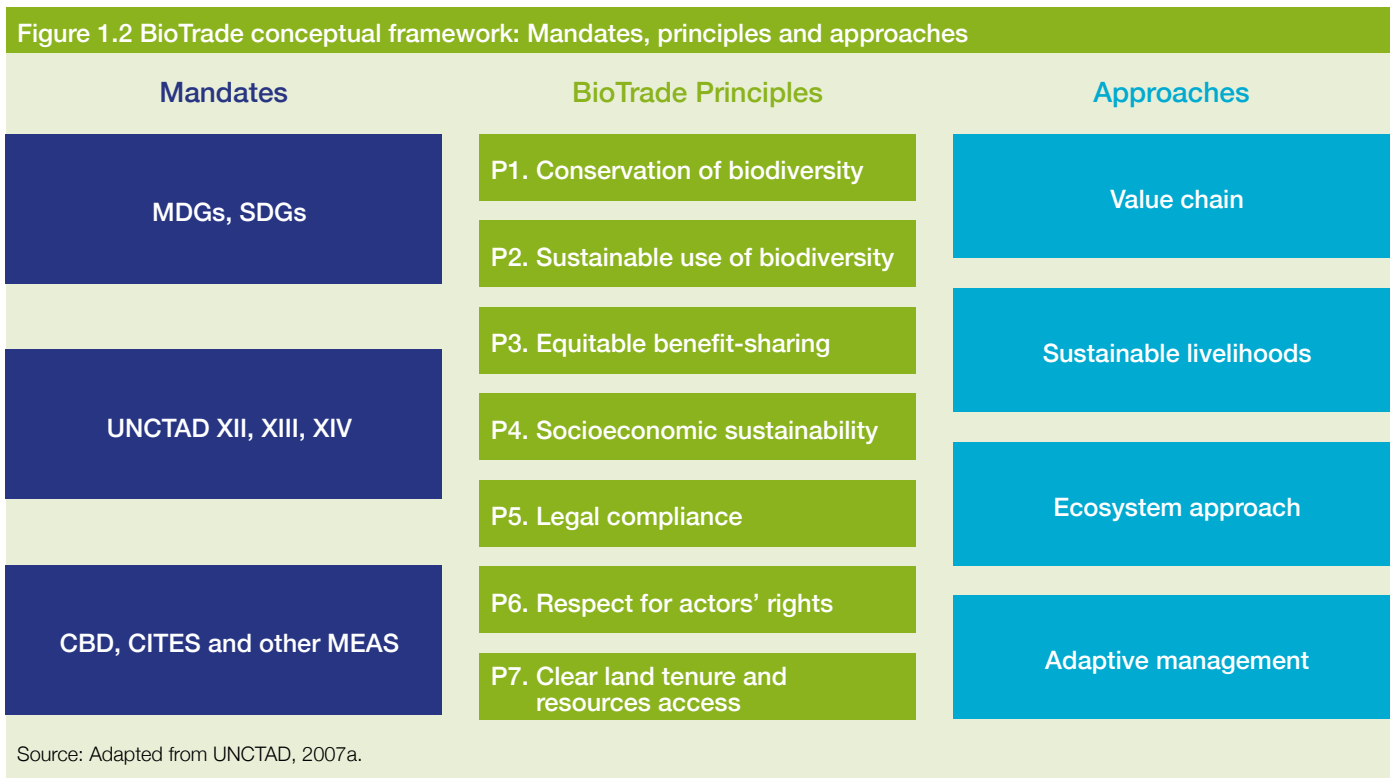 Figure 1.2 BioTrade conceptual framework: Mandates, principles and approaches
Mandates
MDGs, SDGs
UNCTAD XII, XIII, XIV
CBD, CITES and other MEAS
BioTrade Principles
P1. Conservation of biodiversity
P2. Sustainable use of biodiversity
P3. Equitable benefit-sharing
P4. Socioeconomic sustainability
P5. Legal compliance
P6. Respect for actors’ rights
P7. Clear land tenure and
resources access
Approaches
Value chain
Sustainable livelihoods
Ecosystem approach
Adaptive management
Source: Adapted from UNCTAD, 2007a.